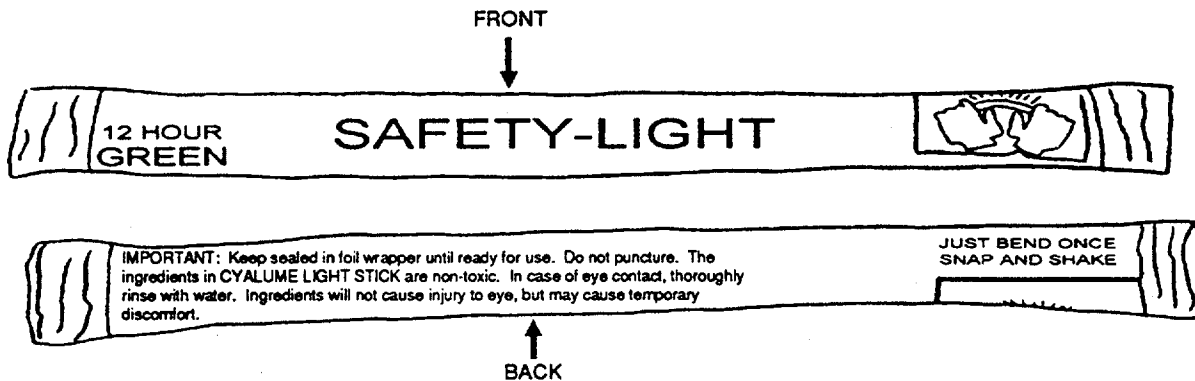 FRONT
12 HOUR
GREEN
SAFETY-LIGHT
IMPORTANT: Keep sealed in foil wrapper until ready for use. Do not puncture. The
ingredients in CYALUME LIGHT STICK are non-toxic. In case of eye contact, thoroughly
rinse with water. Ingredients will not cause injury to eye, but may cause temporary
discomfort.
JUST BEND ONCE
SNAP AND SHAKE
BACK